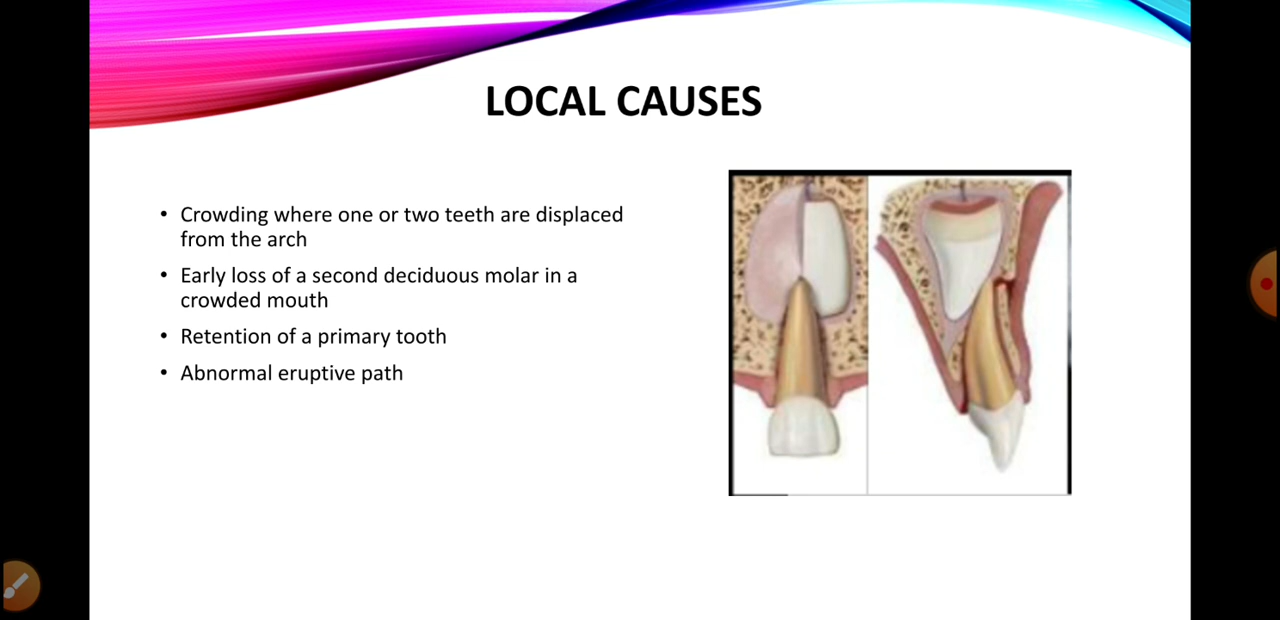 LOCAL CAUSES
• Crowding where one or two teeth are displaced
from the arch
• Early loss of a second deciduous molar in a
crowded mouth
• Retention of a primary tooth
• Abnormal eruptive path